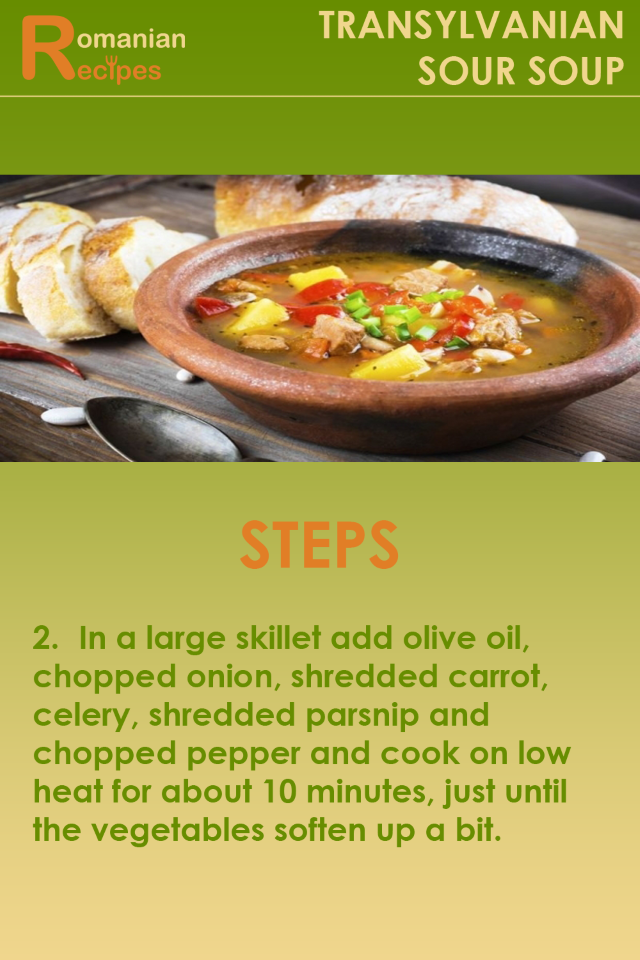 Romanian
Recipes
TRANSYLVANIAN
SOUR SOUP
STEPS
2. In a large skillet add olive oil,
chopped onion, shredded carrot,
celery, shredded parsnip and
chopped pepper and cook on low
heat for about 10 minutes, just until
the vegetables soften up a bit.